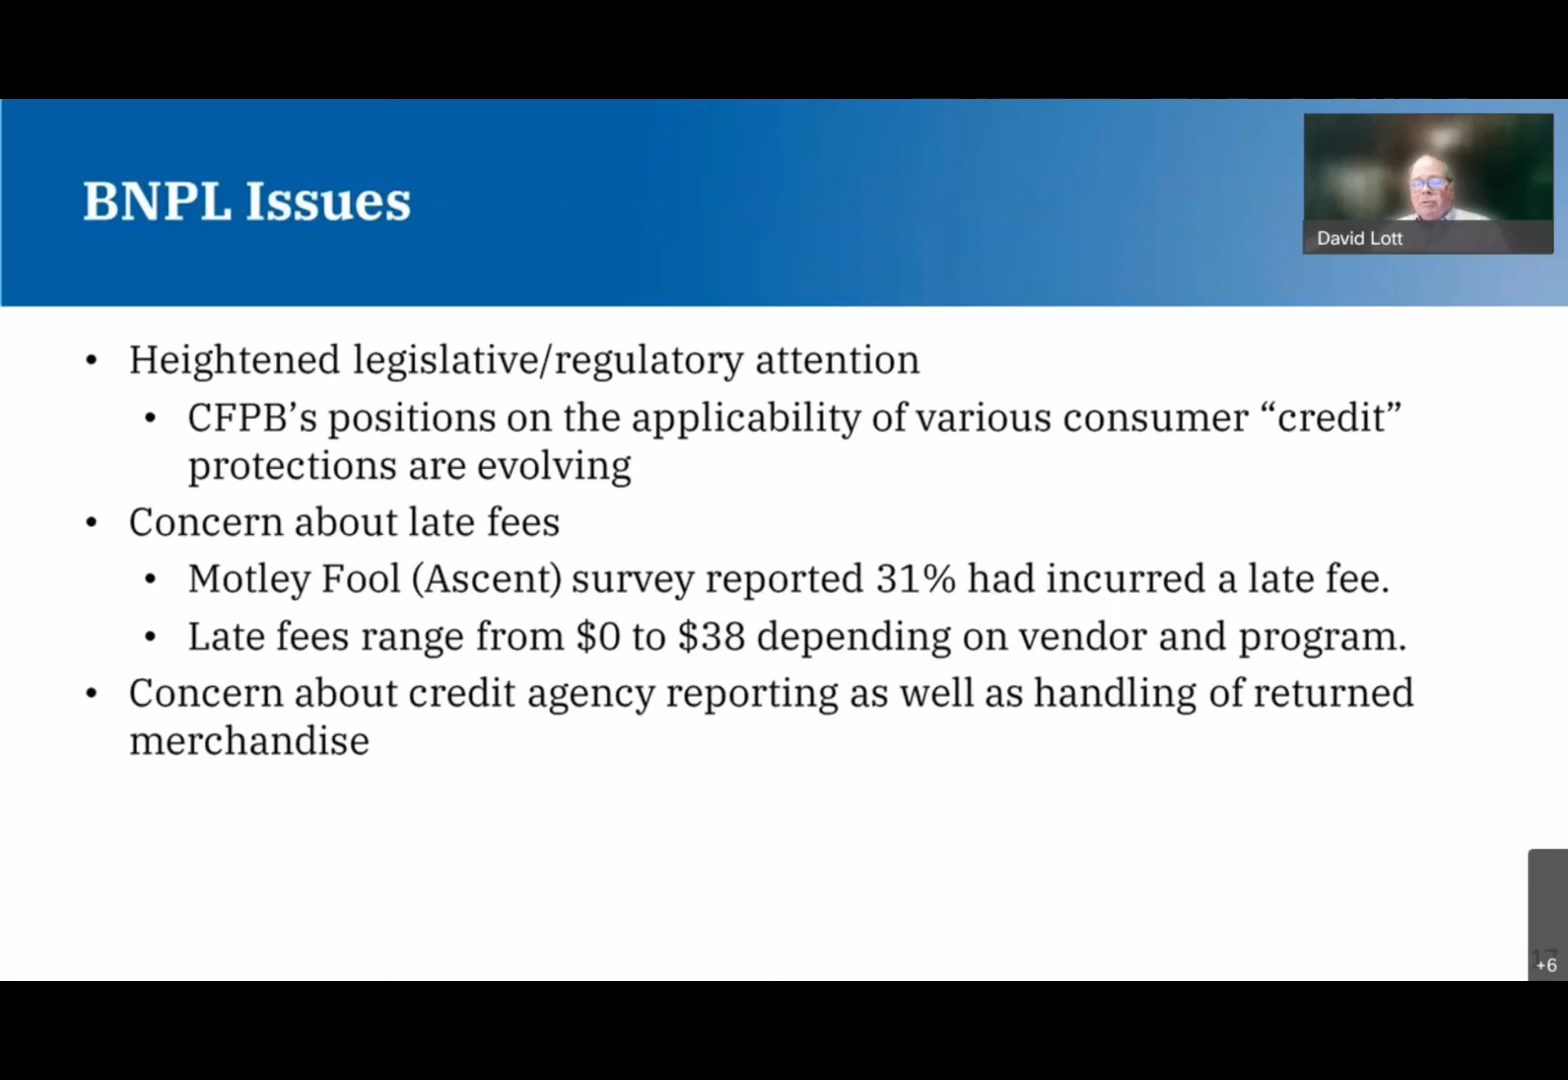 BNPL Issues
David Lott
• Heightened legislative/regulatory attention
• CFPB’s positions on the applicability of various consumer “credit”
protections are evolving
• Concern about late fees
• Motley Fool (Ascent) survey reported 31% had incurred a late fee.
• Late fees range from $0 to $38 depending on vendor and program.
• Concern about credit agency reporting as well as handling of returned
merchandise
17
+6